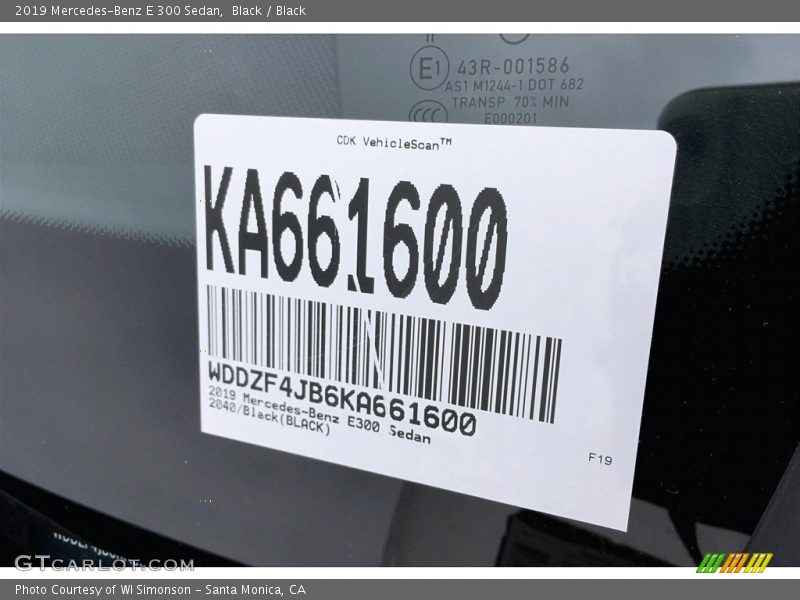 2019 Mercedes-Benz E 300 Sedan, Black / Black
E1 43R-001586
AS1 M1244-1 DOT 682
TRANSP. 70% MIN.
CCC E000201
CDK VehicleScan™
KA661600
WDDZF4JB6KA661600
2019 Mercedes-Benz E300 Sedan
2040/Black(BLACK)
F19
GTCARLOT.COM
Photo Courtesy of WI Simonson - Santa Monica, CA